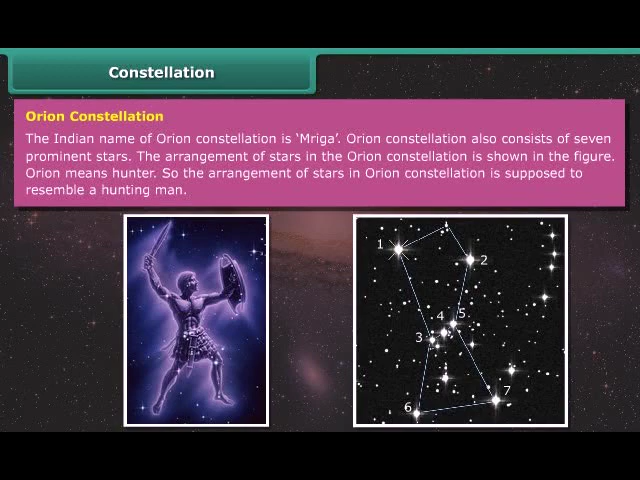 Constellation
Orion Constellation
The Indian name of Orion constellation is ‘Mriga’. Orion constellation also consists of seven
prominent stars. The arrangement of stars in the Orion constellation is shown in the figure.
Orion means hunter. So the arrangement of stars in Orion constellation is supposed to
resemble a hunting man.
1
2
4 5
3
7
6